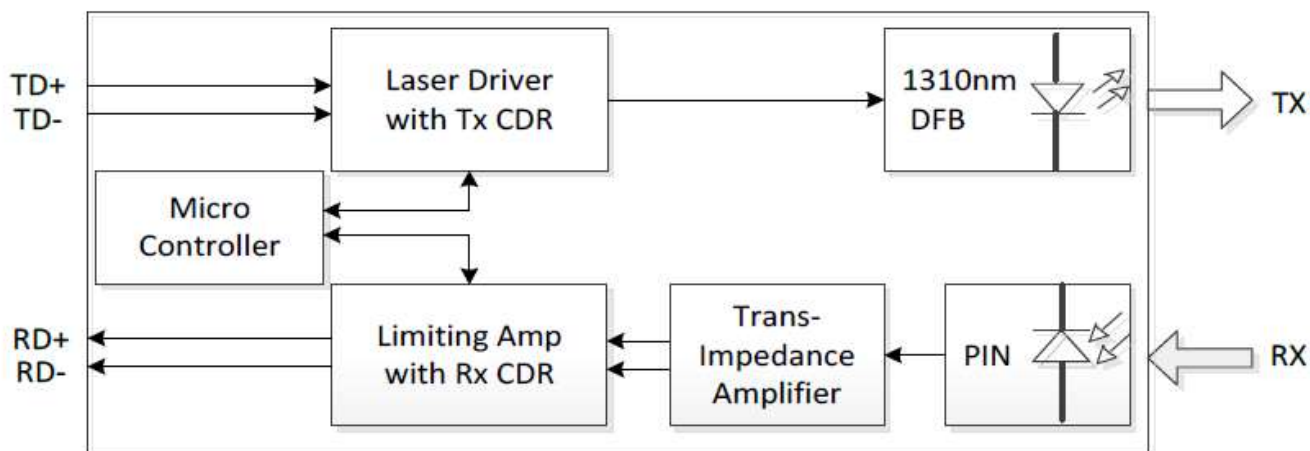 TD+
TD-
Laser Driver
with Tx CDR
1310nm
DFB
TX
Micro
Controller
RD+
RD-
Limiting Amp
with Rx CDR
Trans-
Impedance
Amplifier
PIN
RX